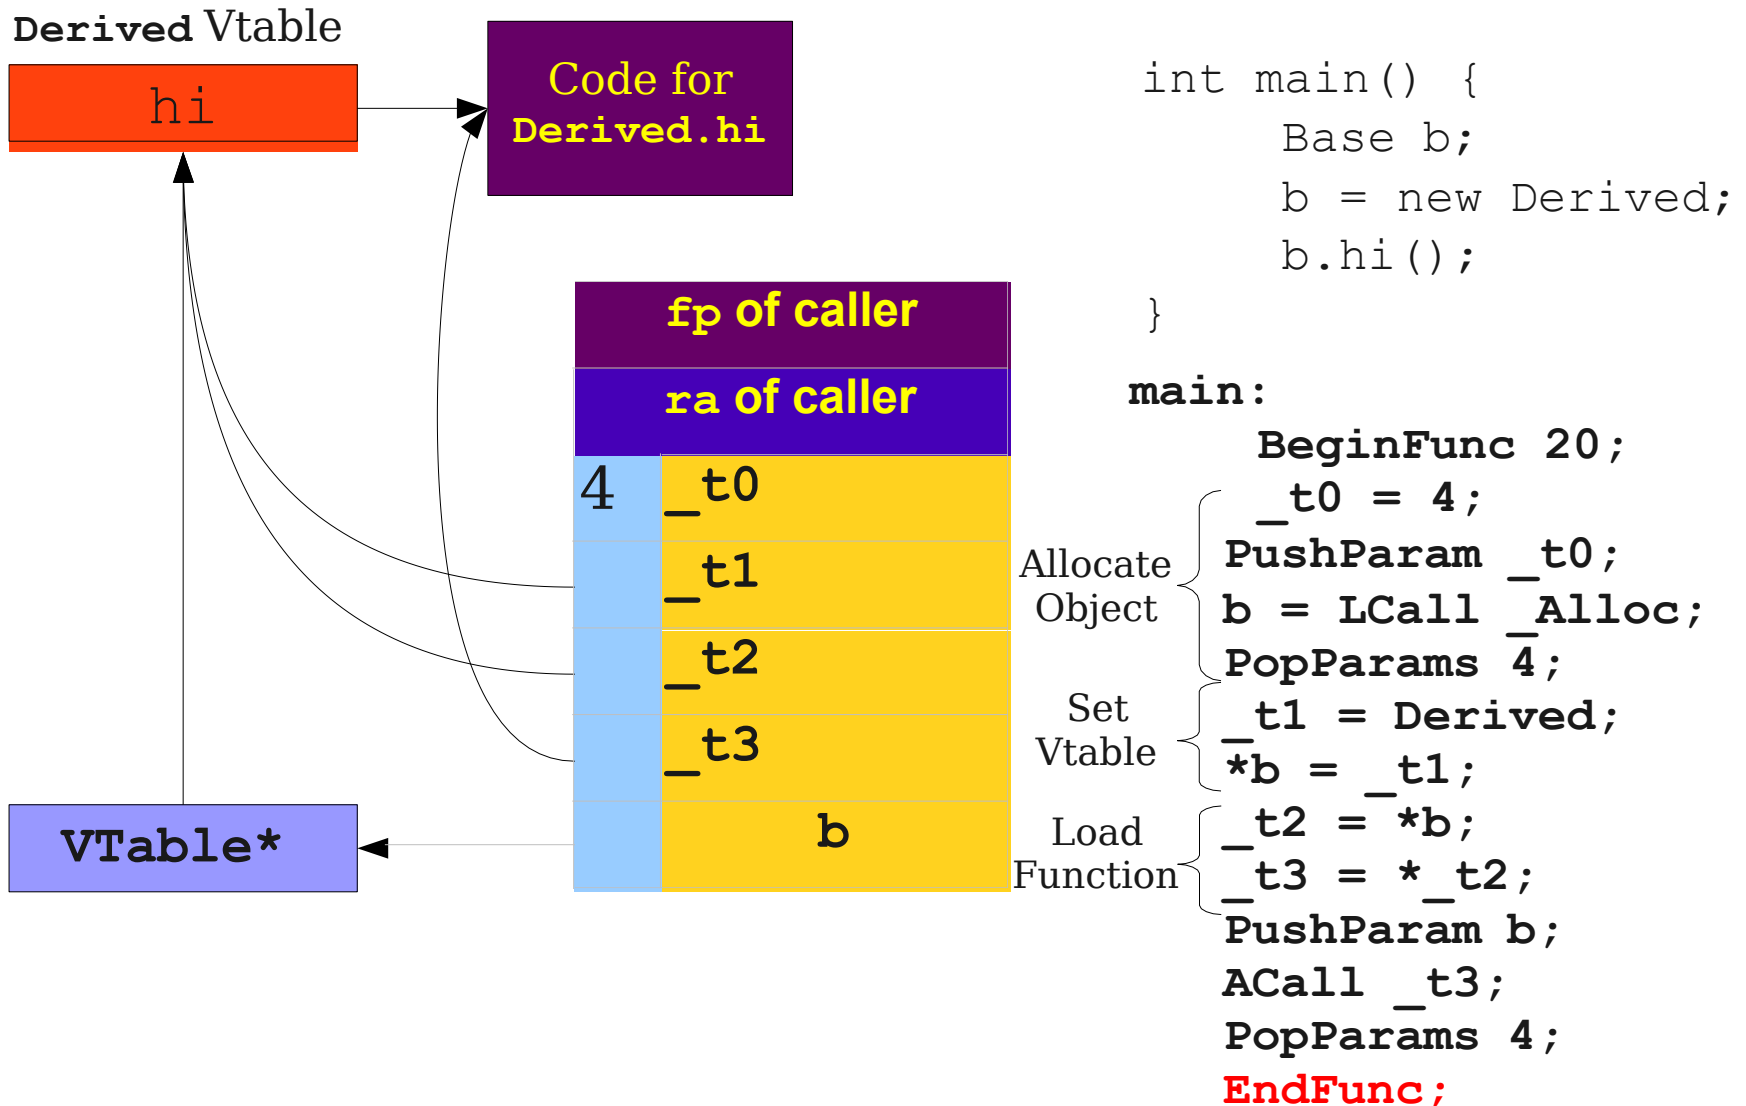 Derived Vtable
hi
Code for
Derived.hi
fp of caller
ra of caller
4 _t0
_t1
_t2
_t3
b
VTable*
int main() {
Base b;
b = new Derived;
b.hi();
}
main:
BeginFunc 20;
_t0 = 4;
PushParam _t0;
b = LCall _Alloc;
PopParams 4;
_t1 = Derived;
*b = _t1;
_t2 = *b;
_t3 = *_t2;
PushParam b;
ACall _t3;
PopParams 4;
EndFunc;
Allocate
Object
Set
Vtable
Load
Function